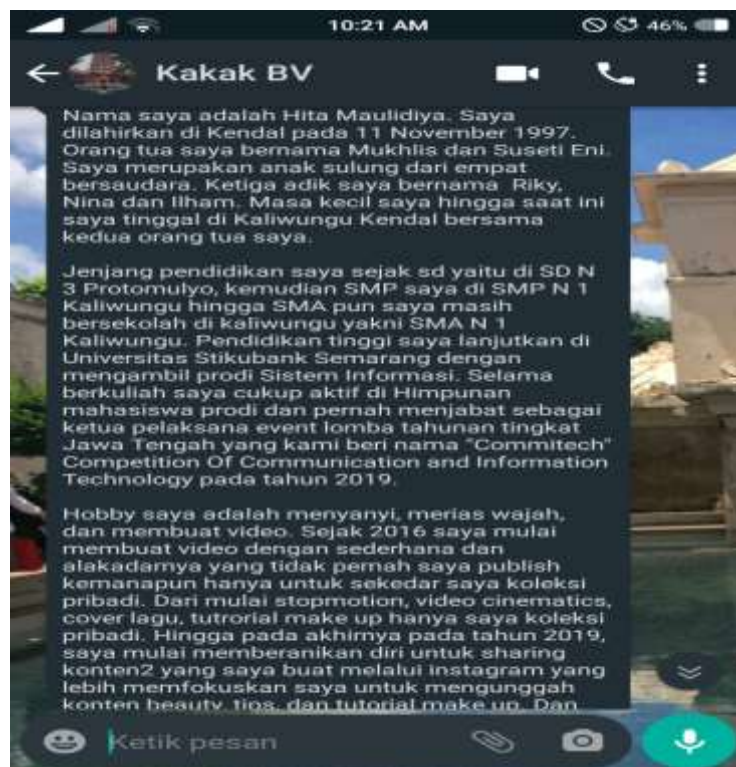 10:21 AM
46%
Kakak BV
Nama saya adalah Hita Maulidiya. Saya
dilahirkan di Kendal pada 11 November 1997.
Orang tua saya bernama Mukhlis dan Suseti Eni.
Saya merupakan anak sulung dari empat
bersaudara. Ketiga adik saya bernama Riky,
Nina dan Ilham. Masa kecil saya hingga saat ini
saya tinggal di Kaliwungu Kendal bersama
kedua orang tua saya.
Jenjang pendidikan saya sejak sd yaitu di SD N
3 Protomulyo, kemudian SMP saya di SMP N 1
Kaliwungu hingga SMA pun saya masih
bersekolah di kaliwungu yakni SMA N 1
Kaliwungu. Pendidikan tinggi saya lanjutkan di
Universitas Stikubank Semarang dengan
mengambil prodi Sistem Informasi. Selama
berkuliah saya cukup aktif di Himpunan
mahasiswa prodi dan pernah menjabat sebagai
ketua pelaksana event lomba tahunan tingkat
Jawa Tengah yang kami beri nama "Commitech"
Competition Of Communication and Information
Technology pada tahun 2019.
Hobby saya adalah menyanyi, merias wajah,
dan membuat video. Sejak 2016 saya mulai
membuat video dengan sederhana dan
alakadarnya yang tidak pernah saya publish
kemanapun hanya untuk sekedar saya koleksi
pribadi. Dari mulai stopmotion, video cinematics,
cover lagu, tutrorial make up hanya saya koleksi
pribadi. Hingga pada akhirnya pada tahun 2019,
saya mulai memberanikan diri untuk sharing
konten2 yang saya buat melalui instagram yang
lebih memfokuskan saya untuk mengunggah
konten beauty, tips, dan tutorial make up. Dan
Ketik pesan